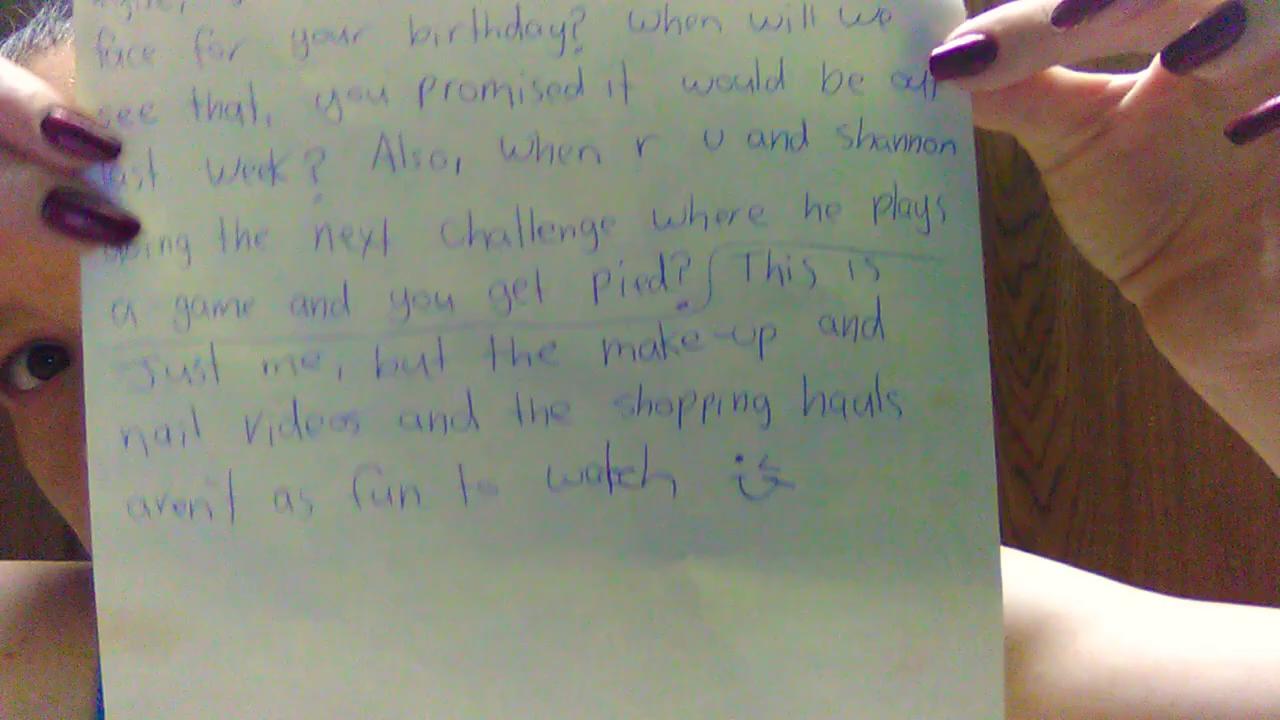 face for your birthday? When will we
see that, you promised it would be out
last week? Also, when r u and shannon
doing the next challenge where he plays
a game and you get pied? This is
Just me, but the make-up and
nail videos and the shopping hauls
aren't as fun to watch